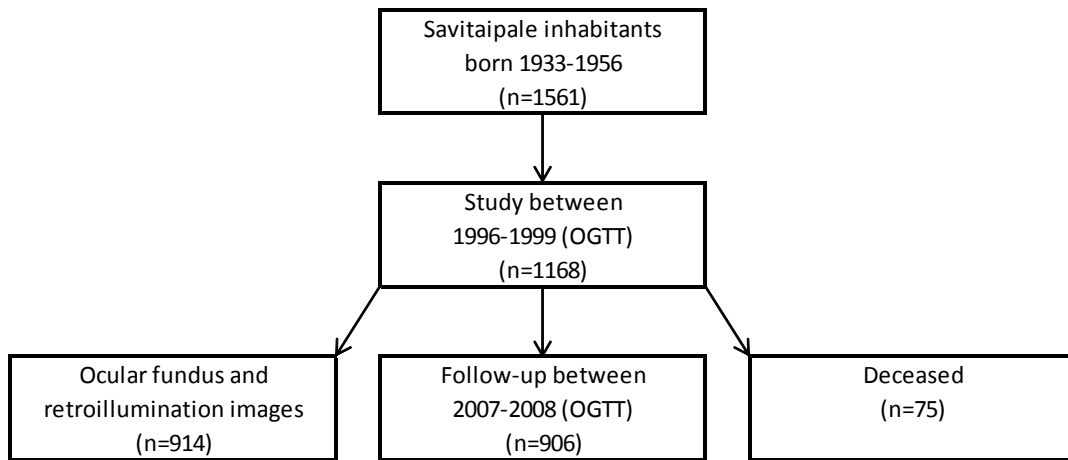 Savitaipale inhabitants
born 1933-1956
(n=1561)
Study between
1996-1999 (OGTT)
(n=1168)
Ocular fundus and
retroillumination images
(n=914)
Follow-up between
2007-2008 (OGTT)
(n=906)
Deceased
(n=75)